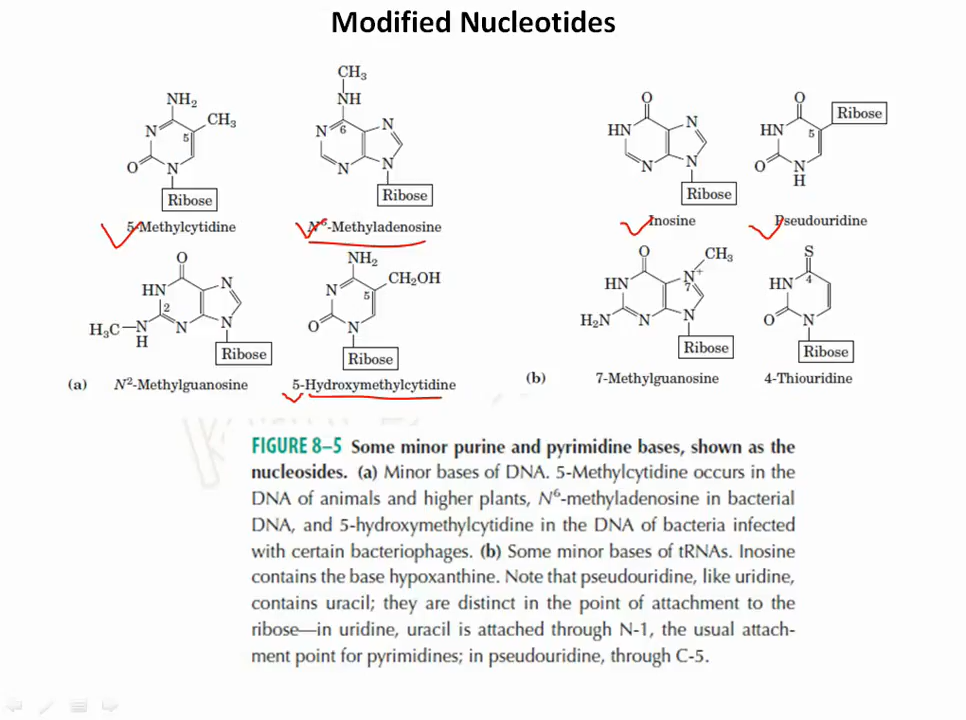 Modified Nucleotides
NH2
N
5
CH3
O
N
Ribose
5-Methylcytidine
CH3
NH
N
6
N
N
N
Ribose
N6-Methyladenosine
O
HN
N
N
N
Ribose
Inosine
O
HN
5
Ribose
O
N
H
Pseudouridine
O
HN
N
2
H3C—N
H
N
N
Ribose
(a) N2-Methylguanosine
NH2
N
5
CH2OH
O
N
Ribose
5-Hydroxymethylcytidine
O
CH3
HN
N+
7
H2N
N
N
Ribose
(b) 7-Methylguanosine
S
HN
4
O
N
Ribose
4-Thiouridine
FIGURE 8–5 Some minor purine and pyrimidine bases, shown as the
nucleosides. (a) Minor bases of DNA. 5-Methylcytidine occurs in the
DNA of animals and higher plants, N6-methyladenosine in bacterial
DNA, and 5-hydroxymethylcytidine in the DNA of bacteria infected
with certain bacteriophages. (b) Some minor bases of tRNAs. Inosine
contains the base hypoxanthine. Note that pseudouridine, like uridine,
contains uracil; they are distinct in the point of attachment to the
ribose—in uridine, uracil is attached through N-1, the usual attach-
ment point for pyrimidines; in pseudouridine, through C-5.